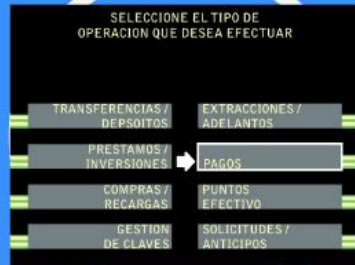 SELECCIONE EL TIPO DE
OPERACION QUE DESEA EFECTUAR
TRANSFERENCIAS /
DEPSOITOS
EXTRACCIONES /
ADELANTOS
PRESTAMOS /
INVERSIONES
PAGOS
COMPRAS /
RECARGAS
PUNTOS
EFECTIVO
GESTION
DE CLAVES
SOLICITUDES /
ANTICIPOS